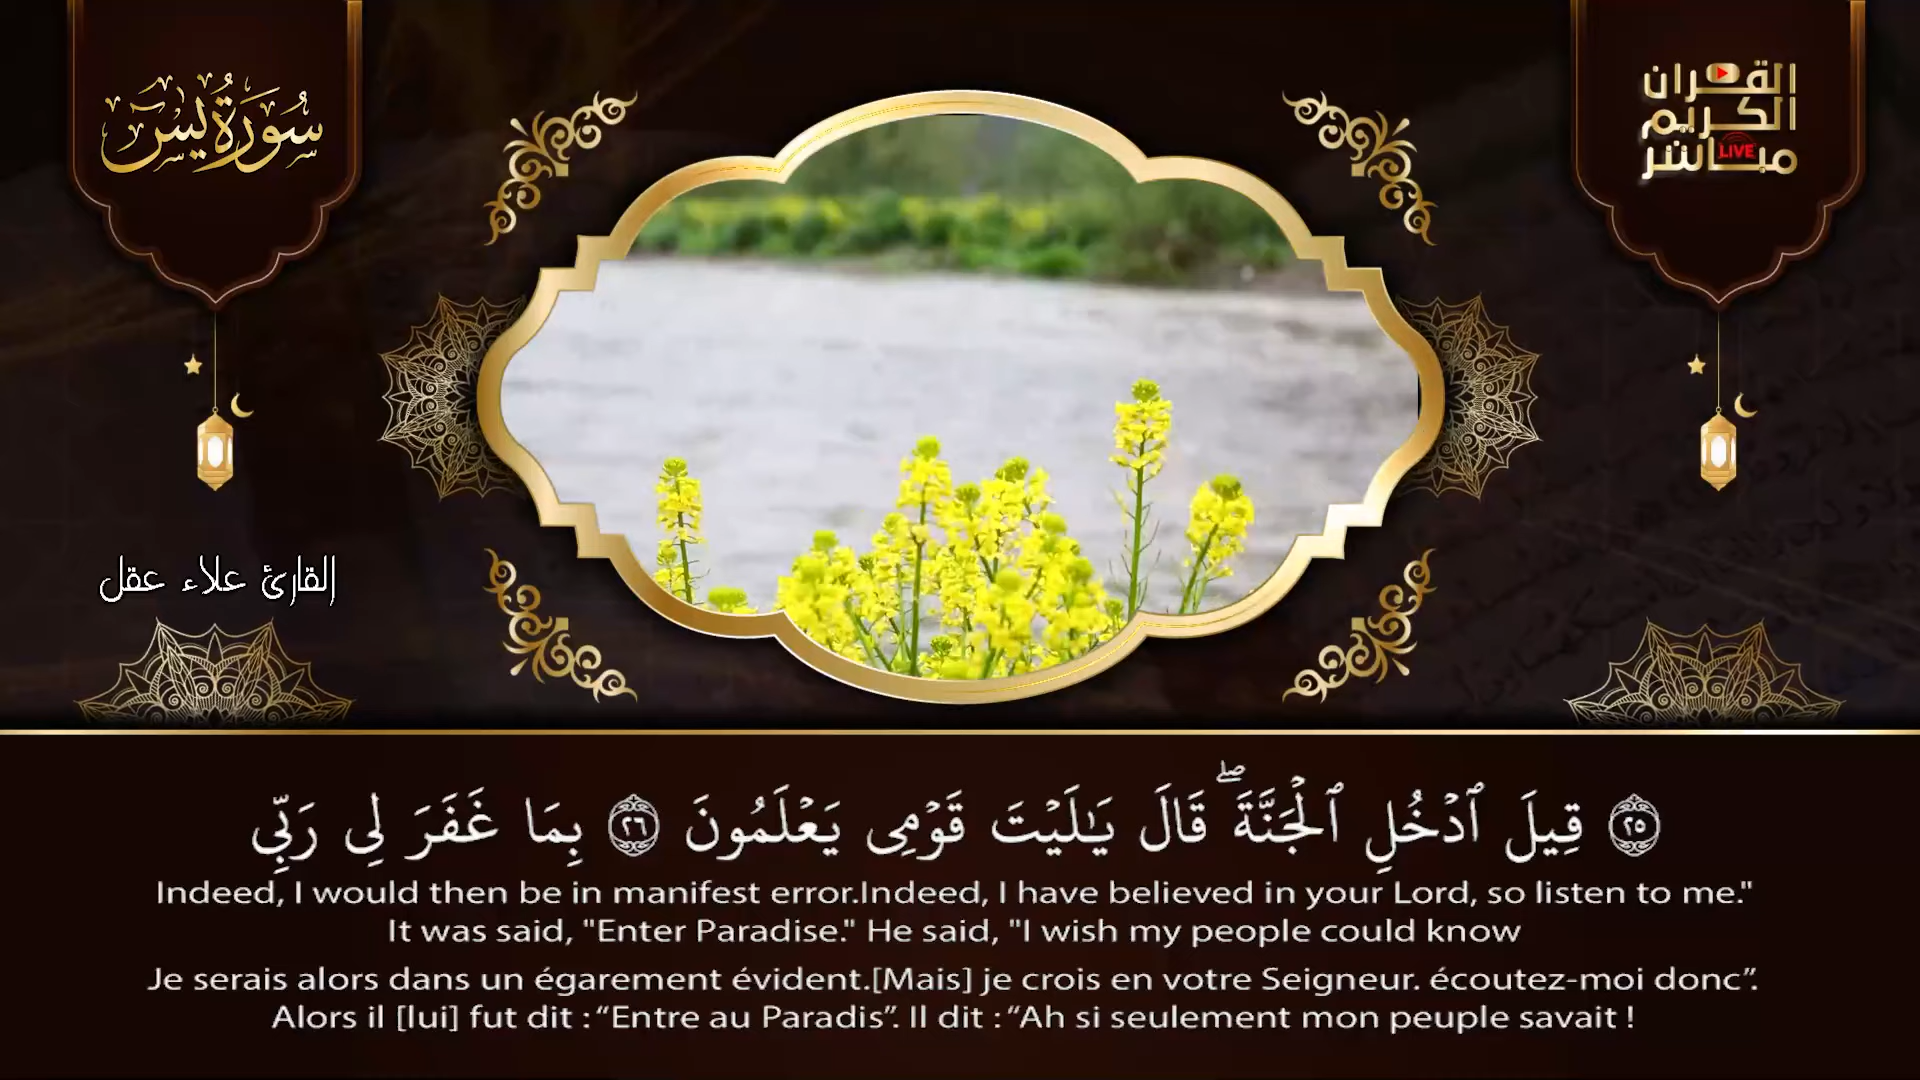 سُورَةُ يس
القرآن
الكريم
مباشر
LIVE
القارئ علاء عقل
٢٥ قِيلَ ٱدْخُلِ ٱلْجَنَّةَ ۖ قَالَ يَٰلَيْتَ قَوْمِى يَعْلَمُونَ ٢٦ بِمَا غَفَرَ لِى رَبِّى
Indeed, I would then be in manifest error.Indeed, I have believed in your Lord, so listen to me."
It was said, "Enter Paradise." He said, "I wish my people could know
Je serais alors dans un égarement évident.[Mais] je crois en votre Seigneur. écoutez-moi donc”.
Alors il [lui] fut dit : “Entre au Paradis”. Il dit : “Ah si seulement mon peuple savait !